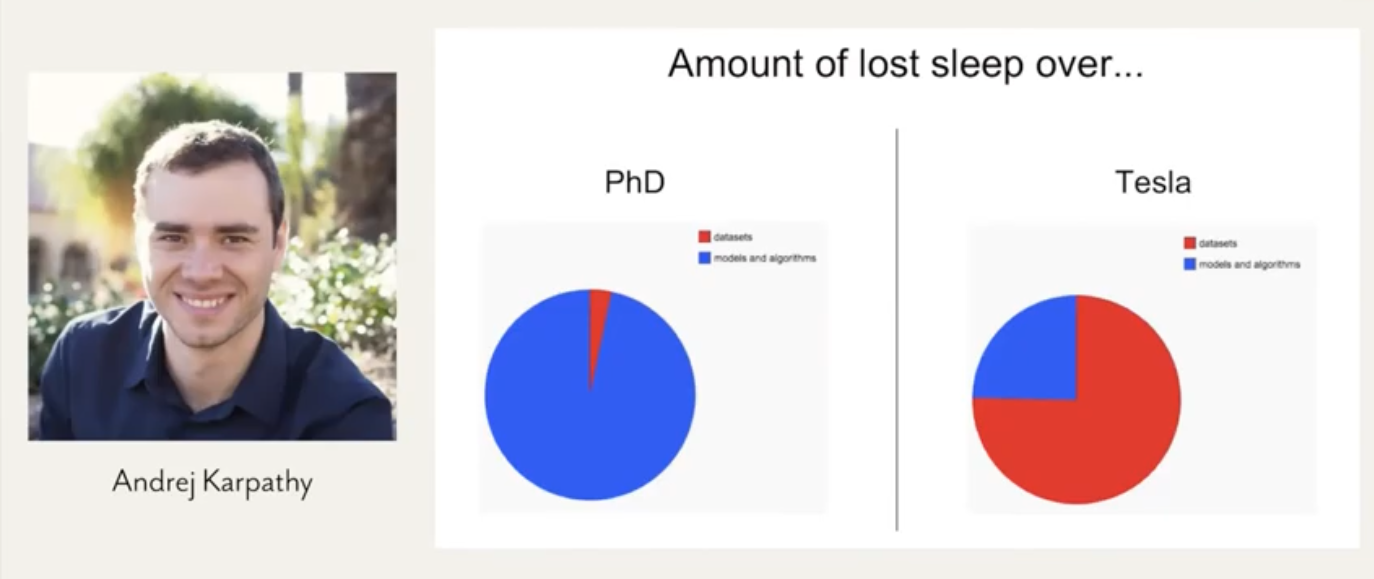 Amount of lost sleep over...
PhD
datasets
models and algorithms
Tesla
datasets
models and algorithms
Andrej Karpathy